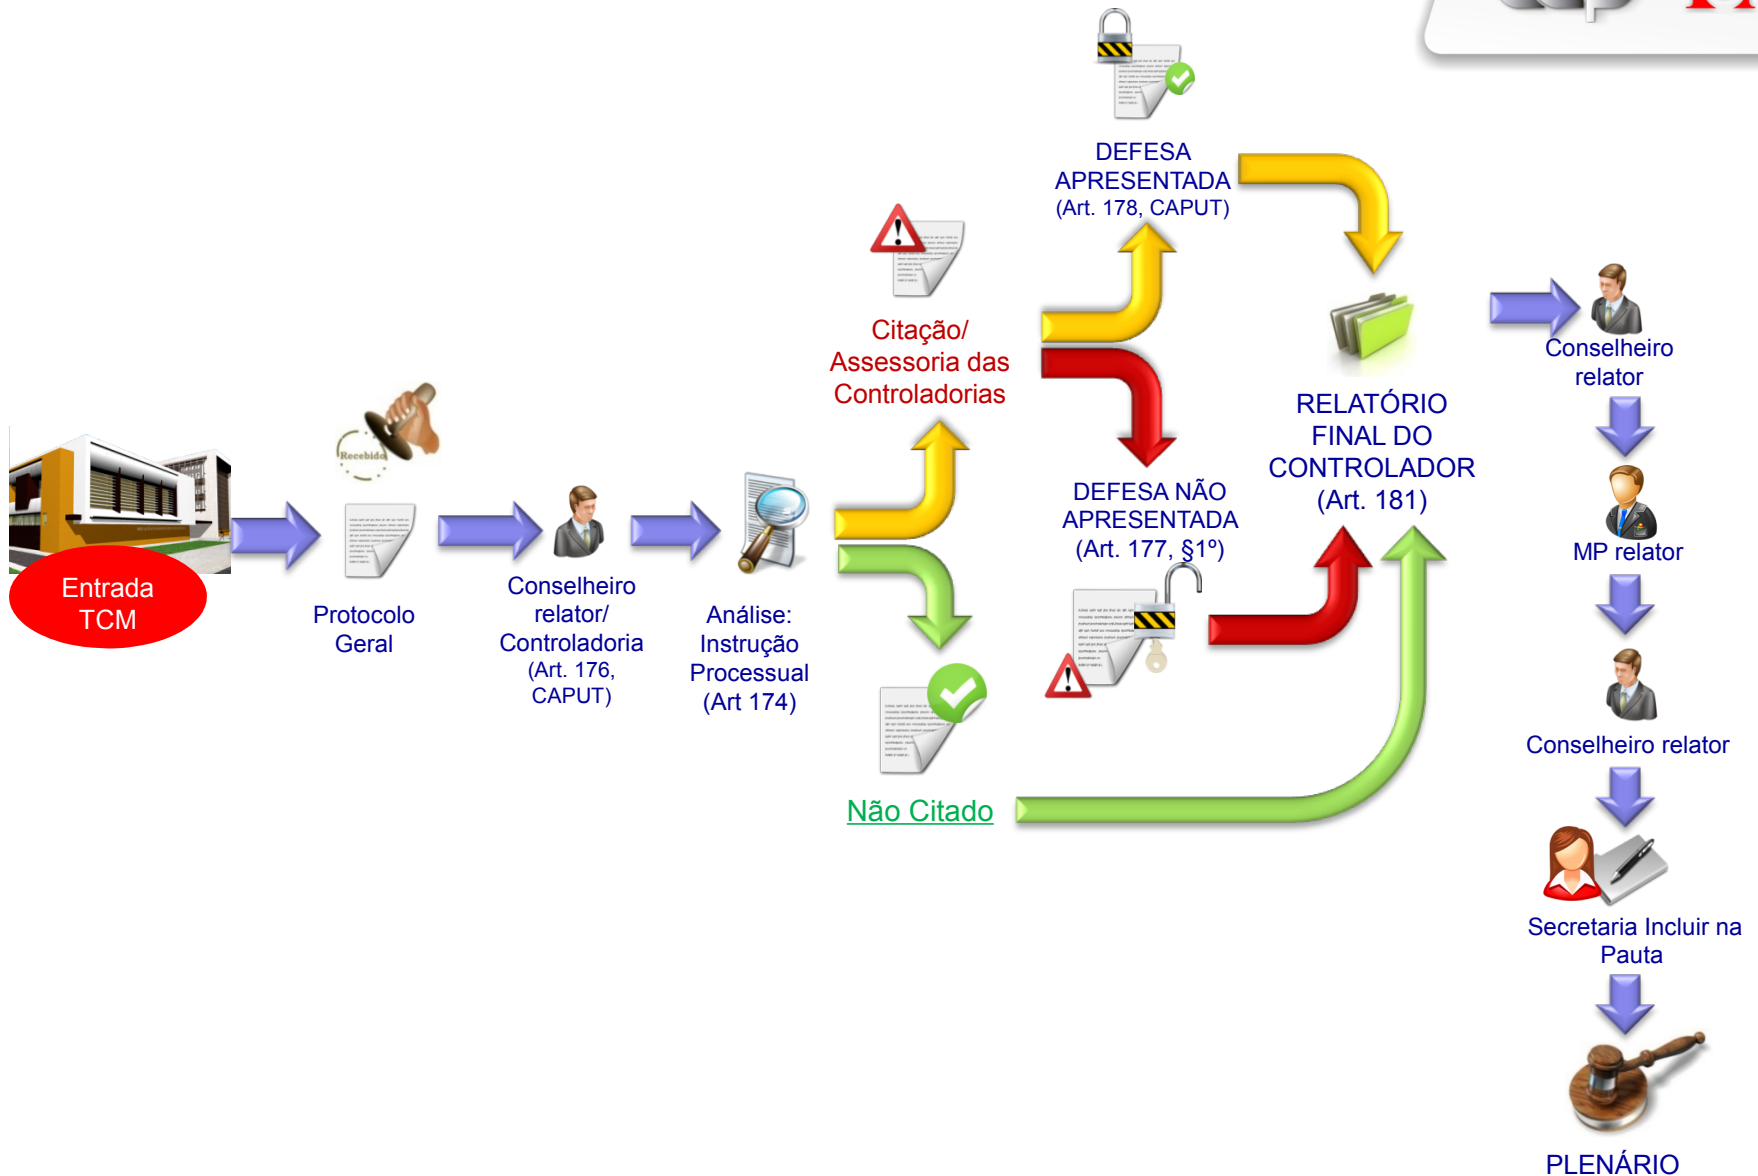 Entrada
TCM
Recebido
Protocolo
Geral
Conselheiro
relator/
Controladoria
(Art. 176,
CAPUT)
Análise:
Instrução
Processual
(Art 174)
Citação/
Assessoria das
Controladorias
Não Citado
DEFESA
APRESENTADA
(Art. 178, CAPUT)
DEFESA NÃO
APRESENTADA
(Art. 177, §1º)
RELATÓRIO
FINAL DO
CONTROLADOR
(Art. 181)
Conselheiro
relator
MP relator
Conselheiro relator
Secretaria Incluir na
Pauta
PLENÁRIO